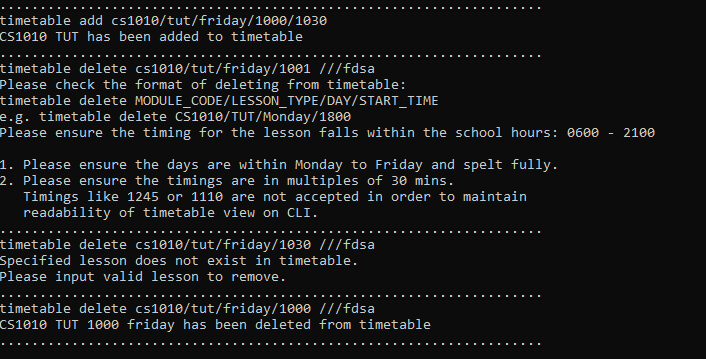 ..................................................................
timetable add cs1010/tut/friday/1000/1030
CS1010 TUT has been added to timetable
..................................................................
timetable delete cs1010/tut/friday/1001 ///fdsa
Please check the format of deleting from timetable:
timetable delete MODULE_CODE/LESSON_TYPE/DAY/START_TIME
e.g. timetable delete CS1010/TUT/Monday/1800
Please ensure the timing for the lesson falls within the school hours: 0600 - 2100

1. Please ensure the days are within Monday to Friday and spelt fully.
2. Please ensure the timings are in multiples of 30 mins.
   Timings like 1245 or 1110 are not accepted in order to maintain
   readability of timetable view on CLI.
..................................................................
timetable delete cs1010/tut/friday/1030 ///fdsa
Specified lesson does not exist in timetable.
Please input valid lesson to remove.
..................................................................
timetable delete cs1010/tut/friday/1000 ///fdsa
CS1010 TUT 1000 friday has been deleted from timetable
..................................................................